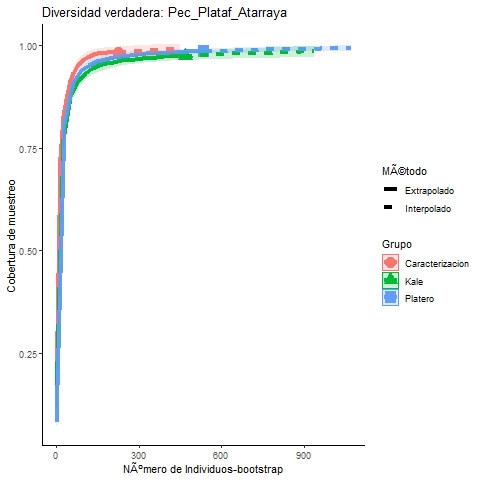 Diversidad verdadera: Pec_Plataf_Atarraya
1.00
0.75
0.50
0.25
Cobertura de muestreo
0
300
600
900
NÃºmero de Individuos-bootstrap
MÃ©todo
Extrapolado
Interpolado
Grupo
Caracterizacion
Kale
Platero